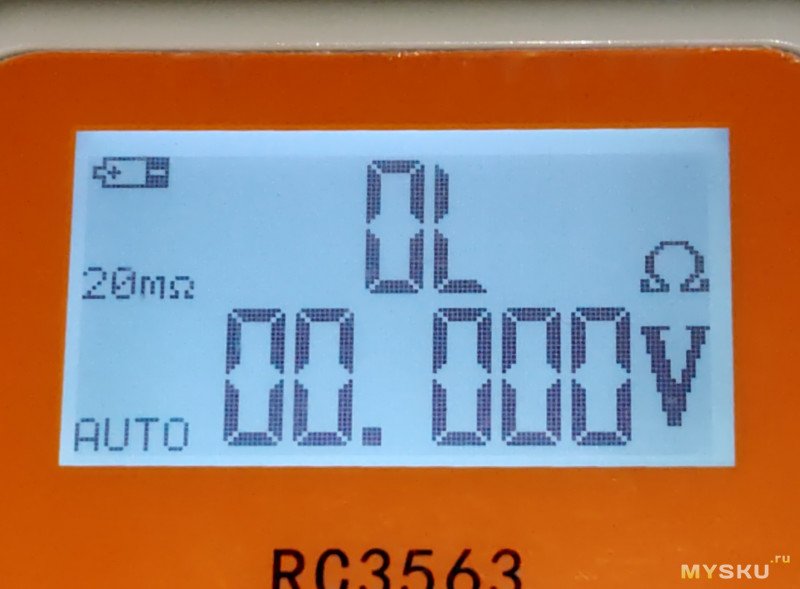 OL
20mΩ
Ω
00.000V
AUTO
RC3563
MYSKU.ru